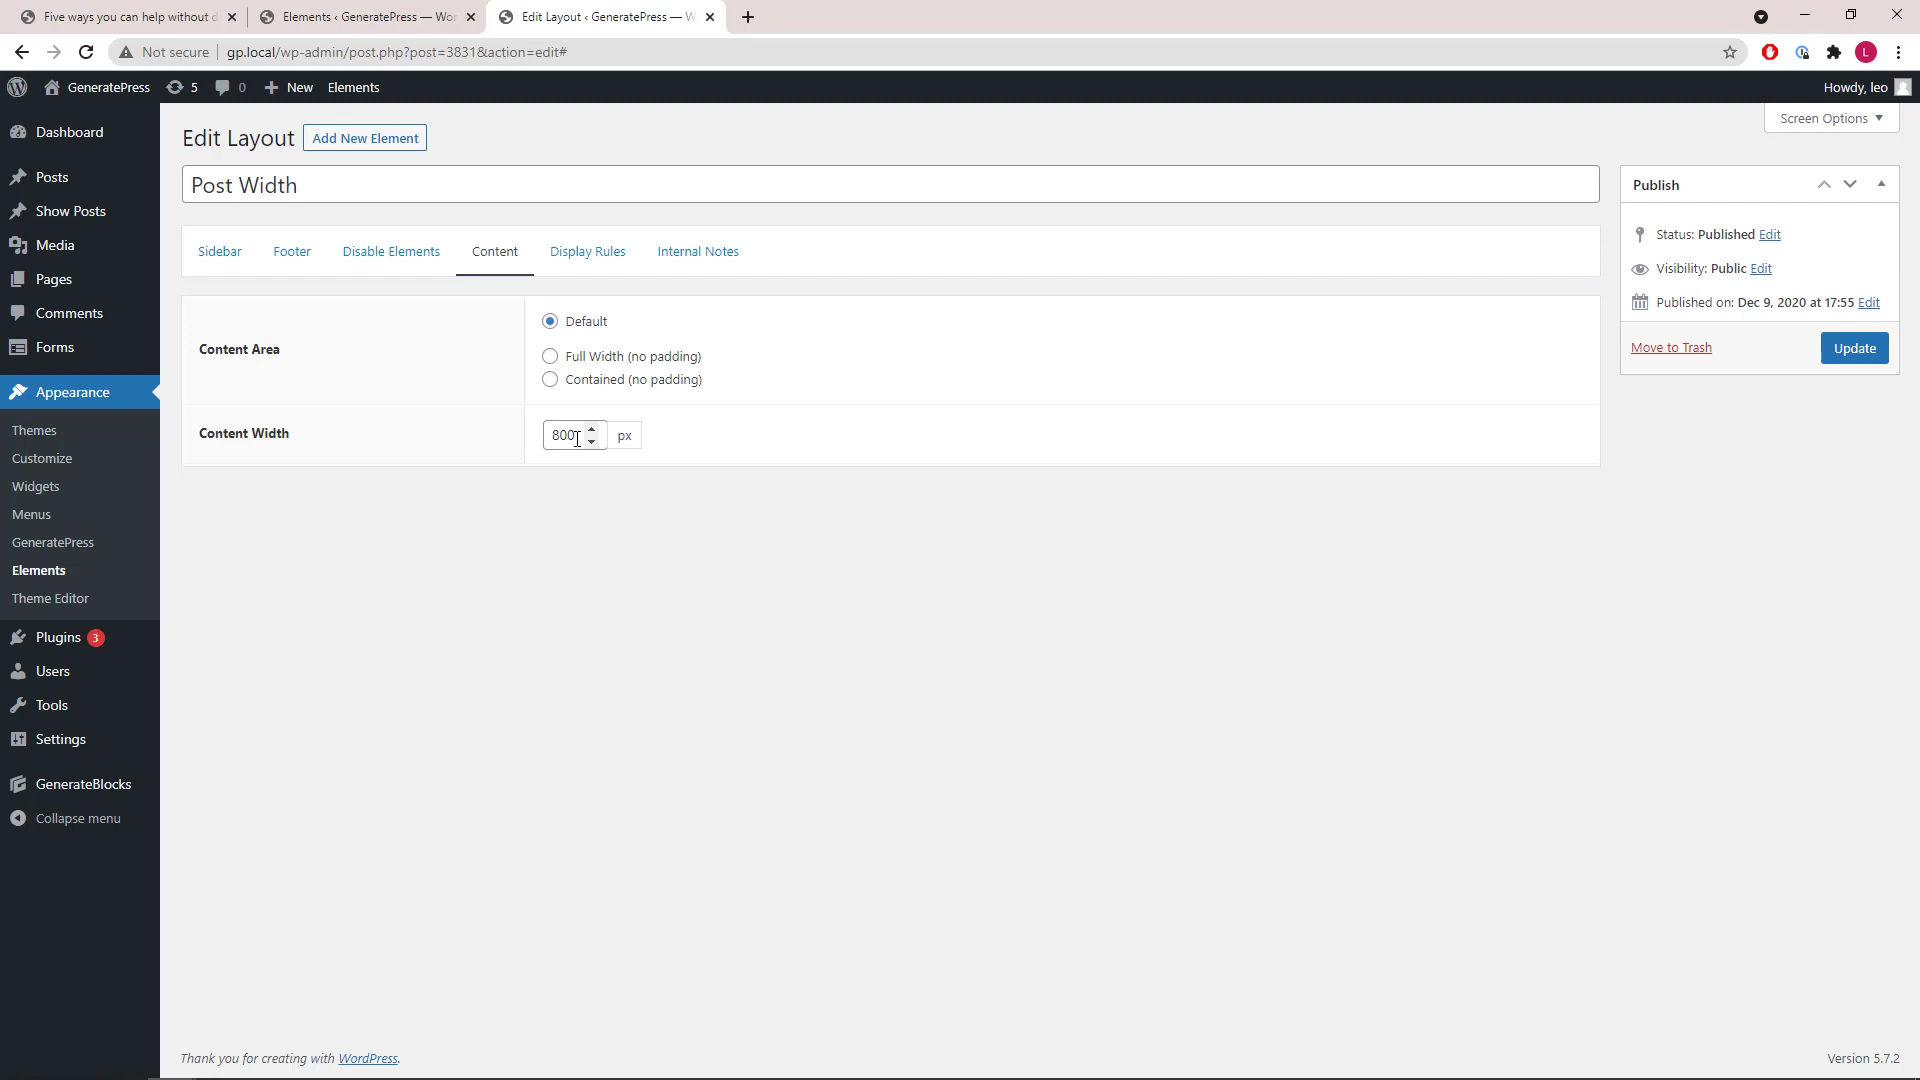 Five ways you can help without
Elements ‹ GeneratePress — Wor
Edit Layout ‹ GeneratePress — W
Not secure
gp.local/wp-admin/post.php?post=3831&action=edit#
L
GeneratePress
5
0
New
Elements
Howdy, leo
Dashboard
Posts
Show Posts
Media
Pages
Comments
Forms
Appearance
Themes
Customize
Widgets
Menus
GeneratePress
Elements
Theme Editor
Plugins 3
Users
Tools
Settings
GenerateBlocks
Collapse menu
Screen Options
Edit Layout
Add New Element
Post Width
Sidebar
Footer
Disable Elements
Content
Display Rules
Internal Notes
Content Area
Default
Full Width (no padding)
Contained (no padding)
Content Width
800
px
Publish
Status: Published Edit
Visibility: Public Edit
Published on: Dec 9, 2020 at 17:55 Edit
Move to Trash
Update
Thank you for creating with WordPress.
Version 5.7.2